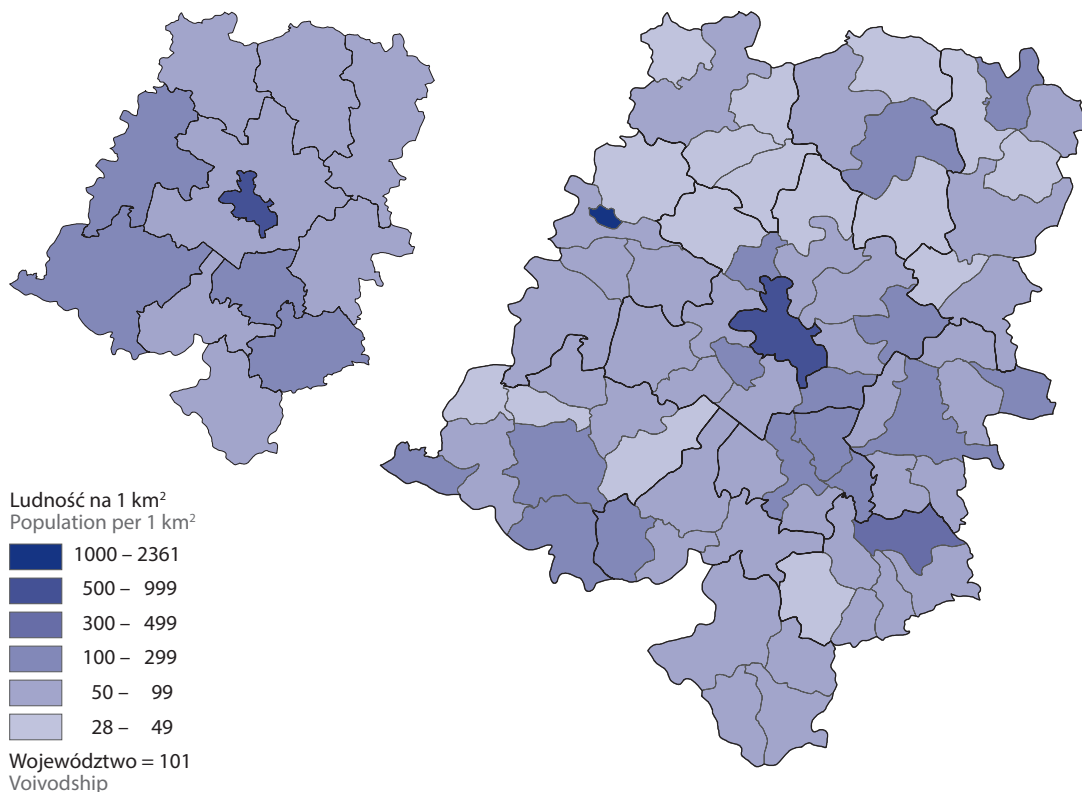 Ludność na 1 km²
Population per 1 km²
1000 – 2361
500 – 999
300 – 499
100 – 299
50 – 99
28 – 49
Województwo = 101
Voivodship